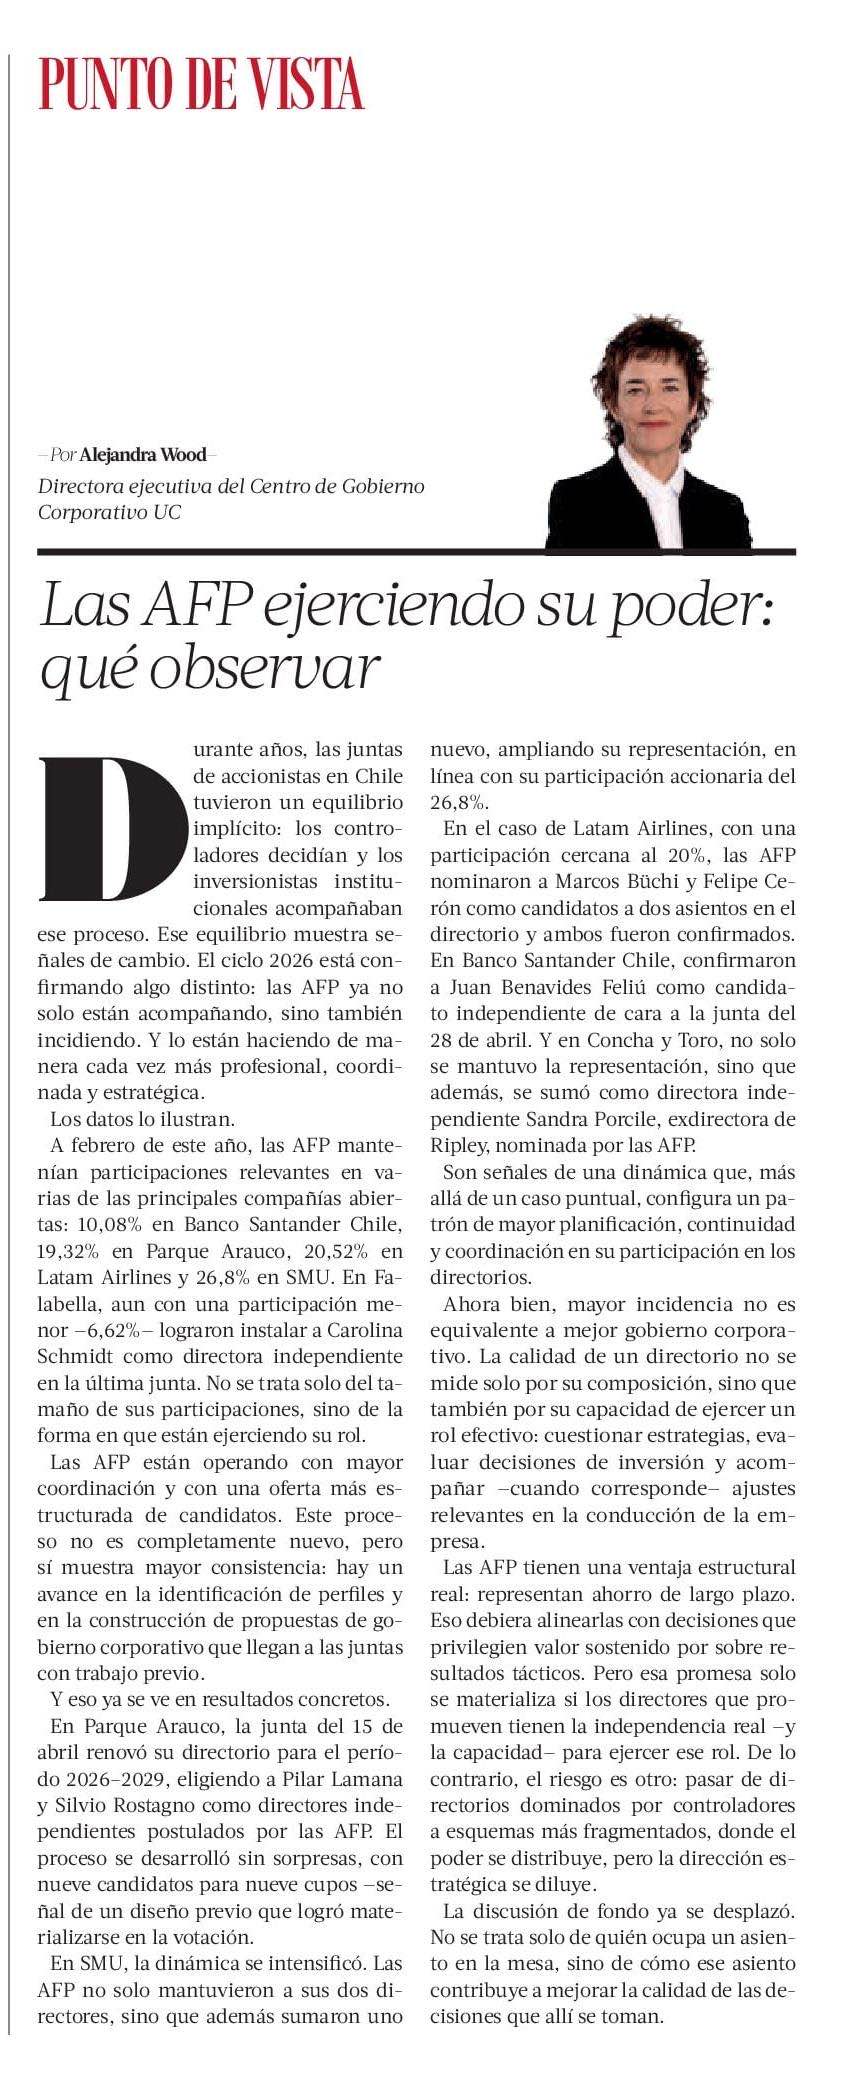 PUNTO DE VISTA
—Por Alejandra Wood—
Directora ejecutiva del Centro de Gobierno
Corporativo UC
Las AFP ejerciendo su poder:
qué observar
Durante años, las juntas
de accionistas en Chile
tuvieron un equilibrio
implícito: los contro-
ladores decidían y los
inversionistas institu-
cionales acompañaban
ese proceso. Ese equilibrio muestra se-
ñales de cambio. El ciclo 2026 está con-
firmando algo distinto: las AFP ya no
solo están acompañando, sino también
incidiendo. Y lo están haciendo de ma-
nera cada vez más profesional, coordi-
nada y estratégica.
Los datos lo ilustran.
A febrero de este año, las AFP mante-
nían participaciones relevantes en va-
rias de las principales compañías abier-
tas: 10,08% en Banco Santander Chile,
19,32% en Parque Arauco, 20,52% en
Latam Airlines y 26,8% en SMU. En Fa-
labella, aun con una participación me-
nor –6,62%– lograron instalar a Carolina
Schmidt como directora independiente
en la última junta. No se trata solo del ta-
maño de sus participaciones, sino de la
forma en que están ejerciendo su rol.
Las AFP están operando con mayor
coordinación y con una oferta más es-
tructurada de candidatos. Este proce-
so no es completamente nuevo, pero
sí muestra mayor consistencia: hay un
avance en la identificación de perfiles y
en la construcción de propuestas de go-
bierno corporativo que llegan a las juntas
con trabajo previo.
Y eso ya se ve en resultados concretos.
En Parque Arauco, la junta del 15 de
abril renovó su directorio para el perío-
do 2026–2029, eligiendo a Pilar Lamana
y Silvio Rostagno como directores inde-
pendientes postulados por las AFP. El
proceso se desarrolló sin sorpresas, con
nueve candidatos para nueve cupos –se-
ñal de un diseño previo que logró mate-
rializarse en la votación.
En SMU, la dinámica se intensificó. Las
AFP no solo mantuvieron a sus dos di-
rectores, sino que además sumaron uno
nuevo, ampliando su representación, en
línea con su participación accionaria del
26,8%.
En el caso de Latam Airlines, con una
participación cercana al 20%, las AFP
nominaron a Marcos Büchi y Felipe Ce-
rón como candidatos a dos asientos en el
directorio y ambos fueron confirmados.
En Banco Santander Chile, confirmaron
a Juan Benavides Feliú como candida-
to independiente de cara a la junta del
28 de abril. Y en Concha y Toro, no solo
se mantuvo la representación, sino que
además, se sumó como directora inde-
pendiente Sandra Porcile, exdirectora de
Ripley, nominada por las AFP.
Son señales de una dinámica que, más
allá de un caso puntual, configura un pa-
trón de mayor planificación, continuidad
y coordinación en su participación en los
directorios.
Ahora bien, mayor incidencia no es
equivalente a mejor gobierno corpora-
tivo. La calidad de un directorio no se
mide solo por su composición, sino que
también por su capacidad de ejercer un
rol efectivo: cuestionar estrategias, eva-
luar decisiones de inversión y acom-
pañar –cuando corresponde– ajustes
relevantes en la conducción de la em-
presa.
Las AFP tienen una ventaja estructural
real: representan ahorro de largo plazo.
Eso debiera alinearlas con decisiones que
privilegien valor sostenido por sobre re-
sultados tácticos. Pero esa promesa solo
se materializa si los directores que pro-
mueven tienen la independencia real –y
la capacidad– para ejercer ese rol. De lo
contrario, el riesgo es otro: pasar de di-
rectorios dominados por controladores
a esquemas más fragmentados, donde el
poder se distribuye, pero la dirección es-
tratégica se diluye.
La discusión de fondo ya se desplazó.
No se trata solo de quién ocupa un asien-
to en la mesa, sino de cómo ese asiento
contribuye a mejorar la calidad de las de-
cisiones que allí se toman.